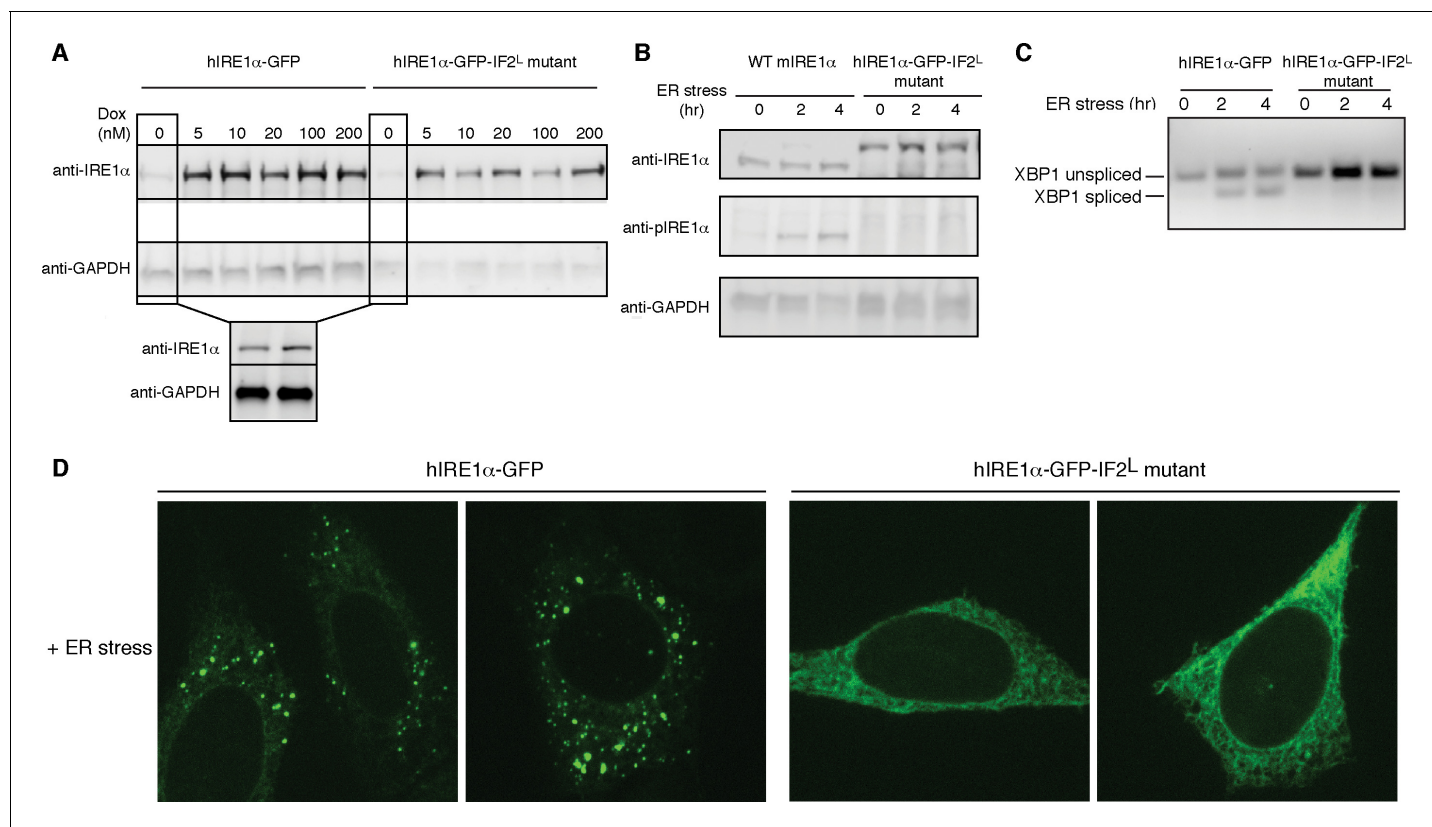 A
hIRE1α-GFP
hIRE1α-GFP-IF2L mutant
Dox
(nM)
0 5 10 20 100 200 0 5 10 20 100 200
anti-IRE1α
anti-GAPDH
anti-IRE1α
anti-GAPDH
B
WT mIRE1α
hIRE1α-GFP-IF2L
mutant
ER stress
(hr)
0 2 4 0 2 4
anti-IRE1α
anti-pIRE1α
anti-GAPDH
C
hIRE1α-GFP
hIRE1α-GFP-IF2L
mutant
ER stress (hr)
0 2 4 0 2 4
XBP1 unspliced
XBP1 spliced
D
hIRE1α-GFP
hIRE1α-GFP-IF2L mutant
+ ER stress